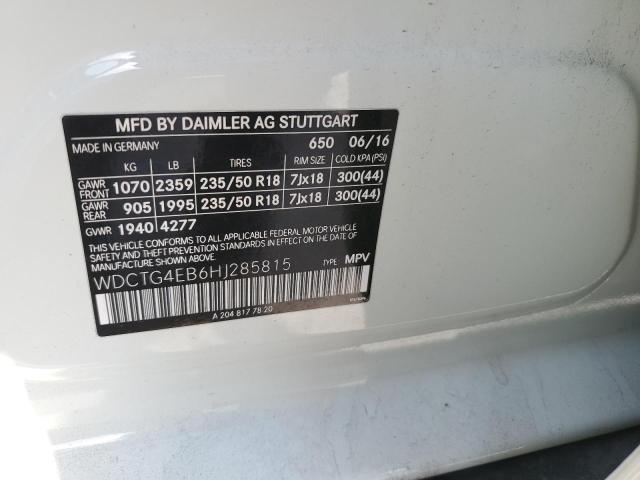 MFD BY DAIMLER AG STUTTGART
MADE IN GERMANY 650 06/16
KG LB TIRES RIM SIZE COLD KPA (PSI)
GAWR FRONT 1070 2359 235/50 R18 7Jx18 300(44)
GAWR REAR 905 1995 235/50 R18 7Jx18 300(44)
GVWR 1940 4277
THIS VEHICLE CONFORMS TO ALL APPLICABLE FEDERAL MOTOR VEHICLE
SAFETY, BUMPER, AND THEFT PREVENTION STANDARDS IN EFFECT ON THE
DATE OF MANUFACTURE SHOWN ABOVE.
WDCTG4EB6HJ285815 TYPE: MPV
A 204 817 78 20